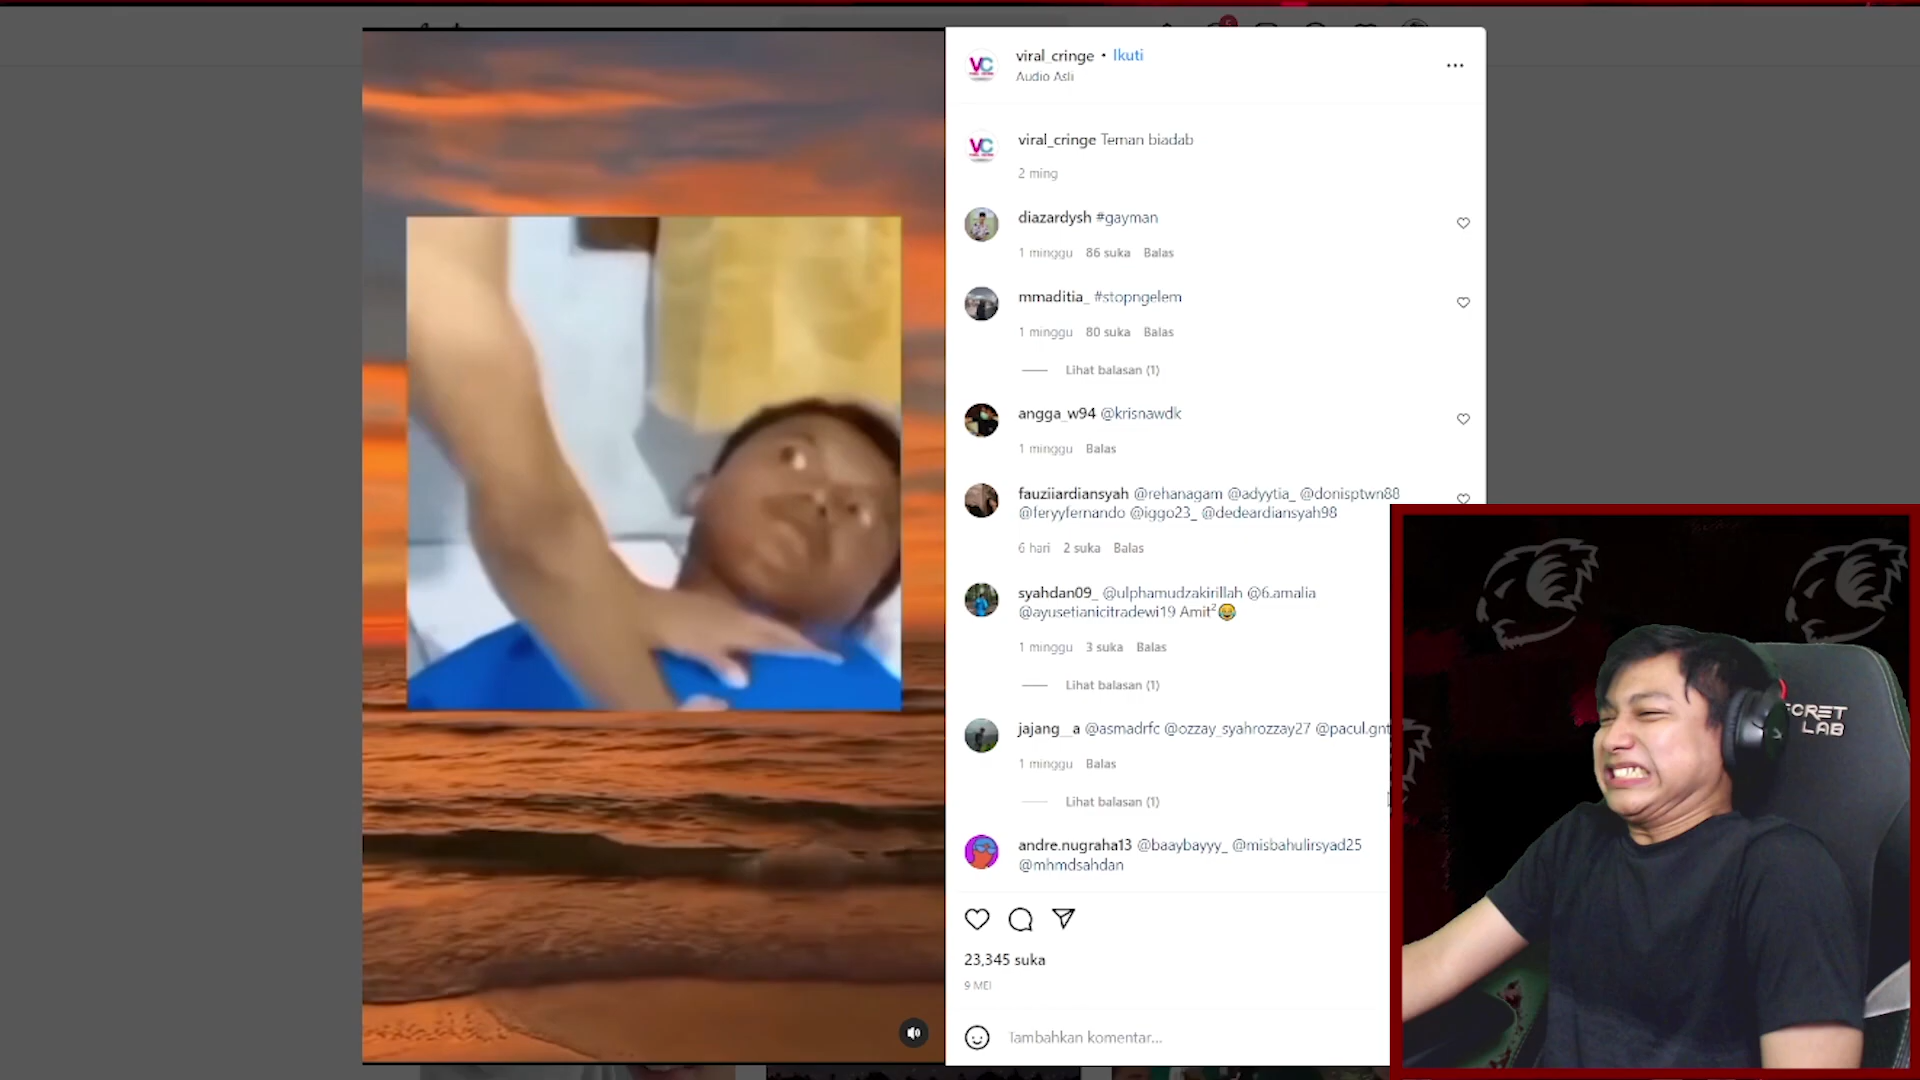 viral_cringe • Ikuti
Audio Asli
viral_cringe Teman biadab
2 ming
diazardysh #gayman
1 minggu 86 suka Balas
mmaditia_ #stopngelem
1 minggu 80 suka Balas
Lihat balasan (1)
angga_w94 @krisnawdk
1 minggu Balas
fauziiardiansyah @rehanagam @adyytia_ @donisptwn88
@feryyfernando @iggo23_ @dedeardiansyah98
6 hari 2 suka Balas
syahdan09_ @ulphamudzakirillah @6.amalia
@ayusetianicitradewi19 Amit²😂
1 minggu 3 suka Balas
Lihat balasan (1)
jajang__a @asmadrfc @ozzay_syahrozzay27 @pacul.gnt
1 minggu Balas
Lihat balasan (1)
andre.nugraha13 @baaybayyy_ @misbahulirsyad25
@mhmdsahdan
23,345 suka
9 MEI
Tambahkan komentar...
CRET
LAB